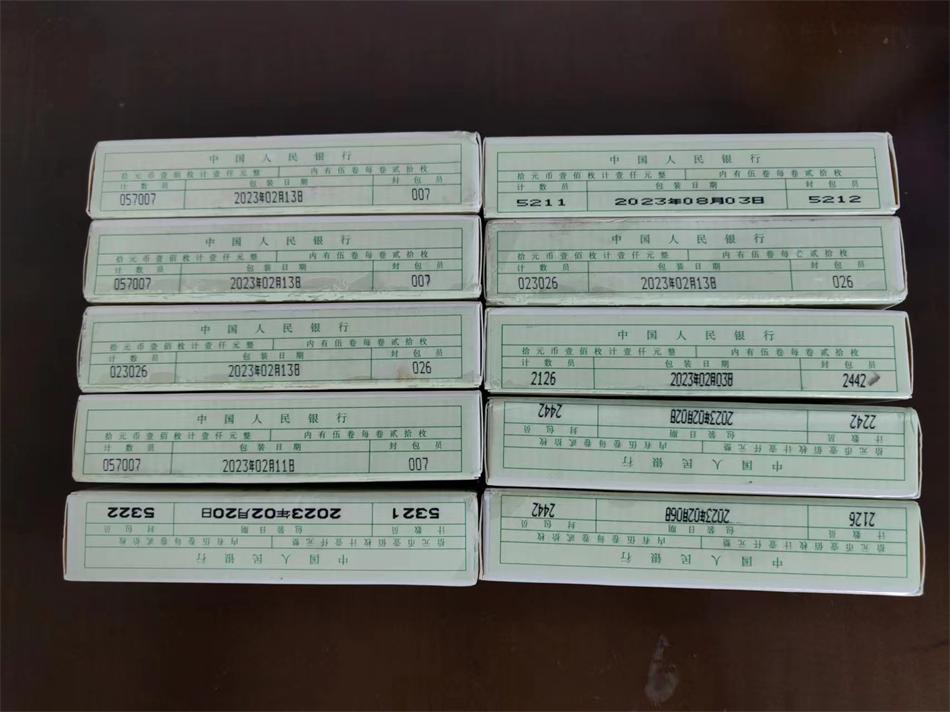 中国人民银行
拾元币壹佰枚计壹仟元整 内有伍卷每卷贰拾枚
计数员 包装日期 封包员
057007 2023年02月13日 007
中国人民银行
拾元币壹佰枚计壹仟元整 内有伍卷每卷贰拾枚
计数员 包装日期 封包员
057007 2023年02月13日 007
中国人民银行
拾元币壹佰枚计壹仟元整 内有伍卷每卷贰拾枚
计数员 包装日期 封包员
023026 2023年02月13日 026
中国人民银行
拾元币壹佰枚计壹仟元整 内有伍卷每卷贰拾枚
计数员 包装日期 封包员
057007 2023年02月11日 007
中国人民银行
拾元币壹佰枚计壹仟元整 内有伍卷每卷贰拾枚
计数员 包装日期 封包员
5321 2023年02月20日 5322
中国人民银行
拾元币壹佰枚计壹仟元整 内有伍卷每卷贰拾枚
计数员 包装日期 封包员
5211 2023年08月03日 5212
中国人民银行
拾元币壹佰枚计壹仟元整 内有伍卷每卷贰拾枚
计数员 包装日期 封包员
023026 2023年02月13日 026
中国人民银行
拾元币壹佰枚计壹仟元整 内有伍卷每卷贰拾枚
计数员 包装日期 封包员
2126 2023年02月03日 2442
中国人民银行
拾元币壹佰枚计壹仟元整 内有伍卷每卷贰拾枚
计数员 包装日期 封包员
2242 2023年02月02日 2442
中国人民银行
拾元币壹佰枚计壹仟元整 内有伍卷每卷贰拾枚
计数员 包装日期 封包员
2126 2023年02月06日 2442